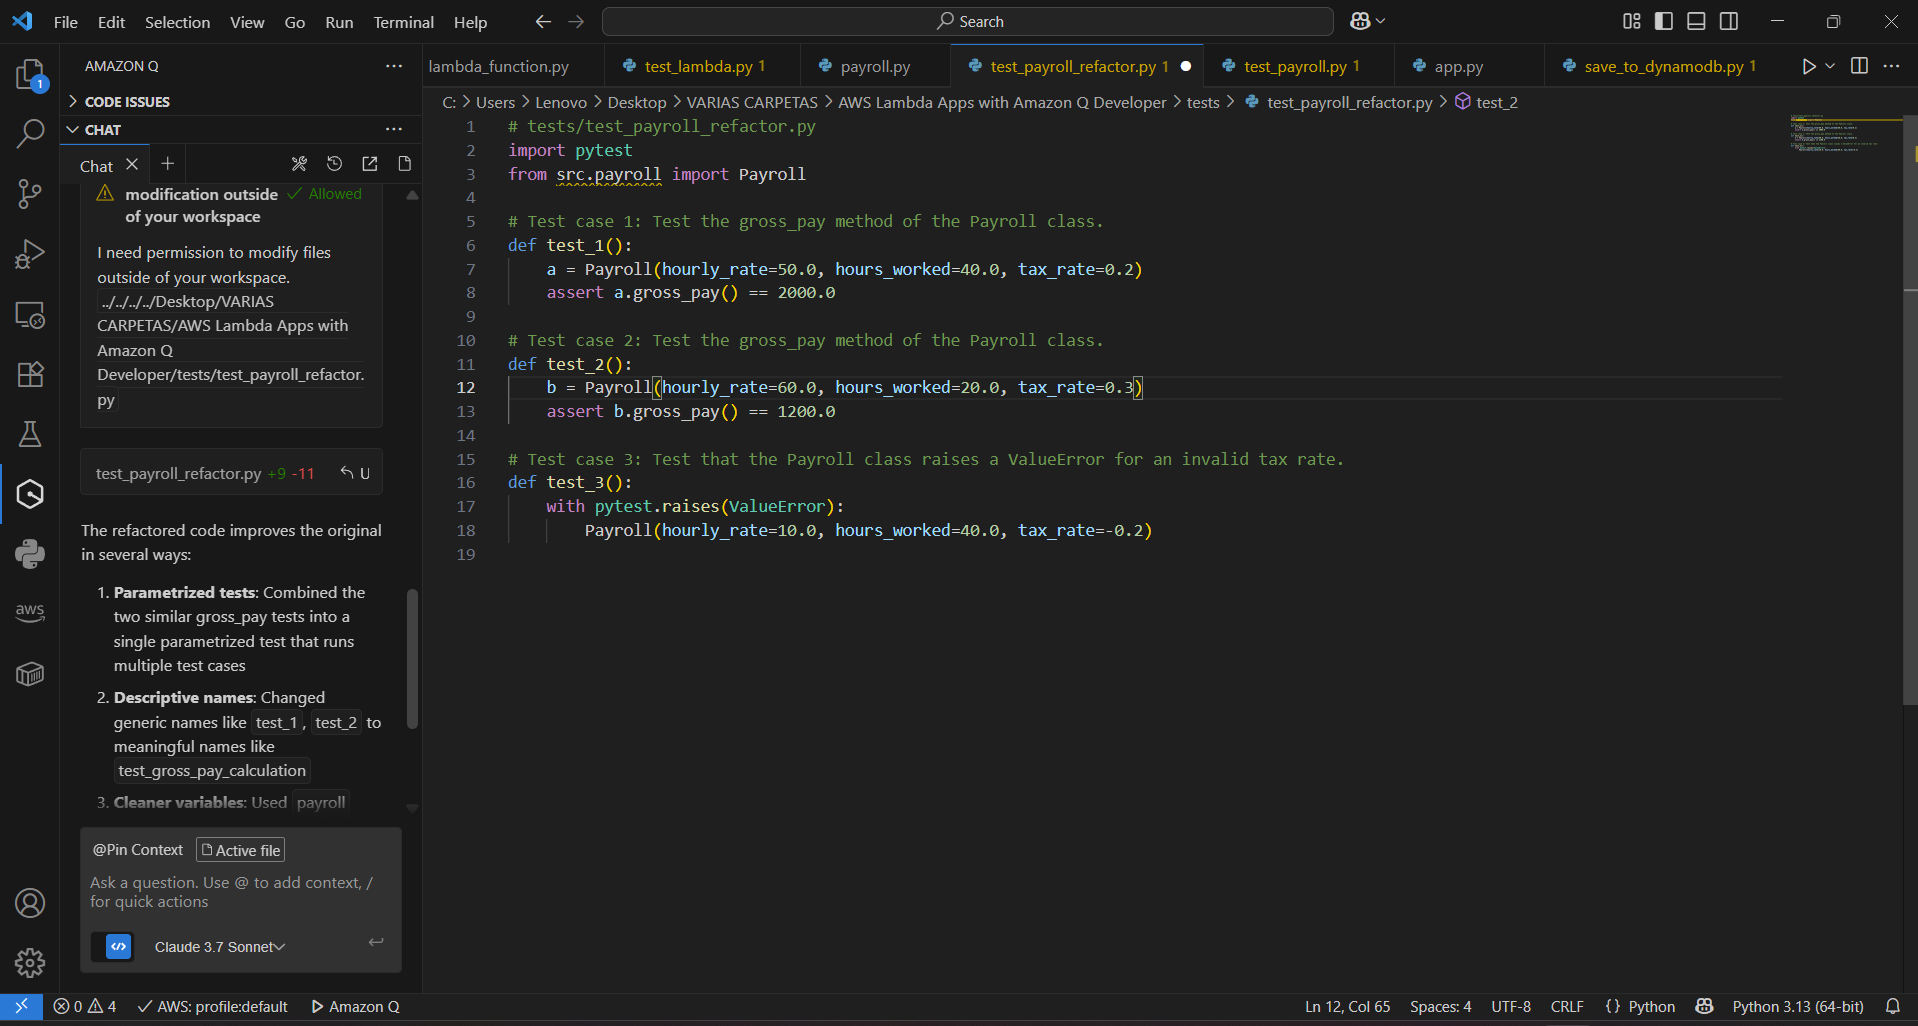 File Edit Selection View Go Run Terminal Help
Search
AMAZON Q
CODE ISSUES
CHAT
Chat
modification outside of your workspace
Allowed
I need permission to modify files
outside of your workspace.
../../../../Desktop/VARIAS
CARPETAS/AWS Lambda Apps with
Amazon Q
Developer/tests/test_payroll_refactor.
py
test_payroll_refactor.py +9 -11 U
The refactored code improves the original
in several ways:
1. Parametrized tests: Combined the
two similar gross_pay tests into a
single parametrized test that runs
multiple test cases
2. Descriptive names: Changed
generic names like test_1, test_2 to
meaningful names like
test_gross_pay_calculation
3. Cleaner variables: Used payroll
@Pin Context Active file
Ask a question. Use @ to add context, /
for quick actions
Claude 3.7 Sonnet
lambda_function.py test_lambda.py 1 payroll.py test_payroll_refactor.py 1 test_payroll.py 1 app.py save_to_dynamodb.py 1
C: > Users > Lenovo > Desktop > VARIAS CARPETAS > AWS Lambda Apps with Amazon Q Developer > tests > test_payroll_refactor.py > test_2
1 # tests/test_payroll_refactor.py
2 import pytest
3 from src.payroll import Payroll
4
5 # Test case 1: Test the gross_pay method of the Payroll class.
6 def test_1():
7 a = Payroll(hourly_rate=50.0, hours_worked=40.0, tax_rate=0.2)
8 assert a.gross_pay() == 2000.0
9
10 # Test case 2: Test the gross_pay method of the Payroll class.
11 def test_2():
12 b = Payroll(hourly_rate=60.0, hours_worked=20.0, tax_rate=0.3)
13 assert b.gross_pay() == 1200.0
14
15 # Test case 3: Test that the Payroll class raises a ValueError for an invalid tax rate.
16 def test_3():
17 with pytest.raises(ValueError):
18 Payroll(hourly_rate=10.0, hours_worked=40.0, tax_rate=-0.2)
19
1
aws
0 4 AWS: profile:default Amazon Q
Ln 12, Col 65 Spaces: 4 UTF-8 CRLF {} Python Python 3.13 (64-bit)